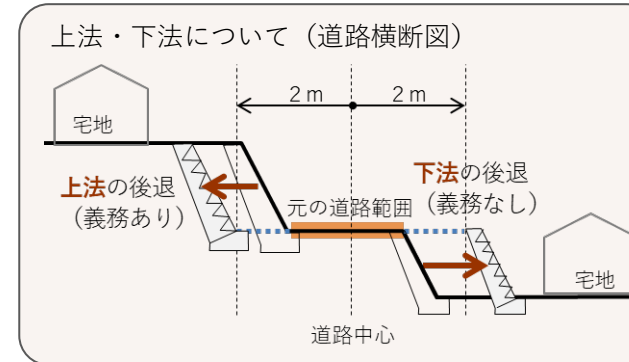 上法・下法について（道路横断図）
2 m
2 m
宅地
上法の後退
（義務あり）
下法の後退
（義務なし）
元の道路範囲
宅地
道路中心